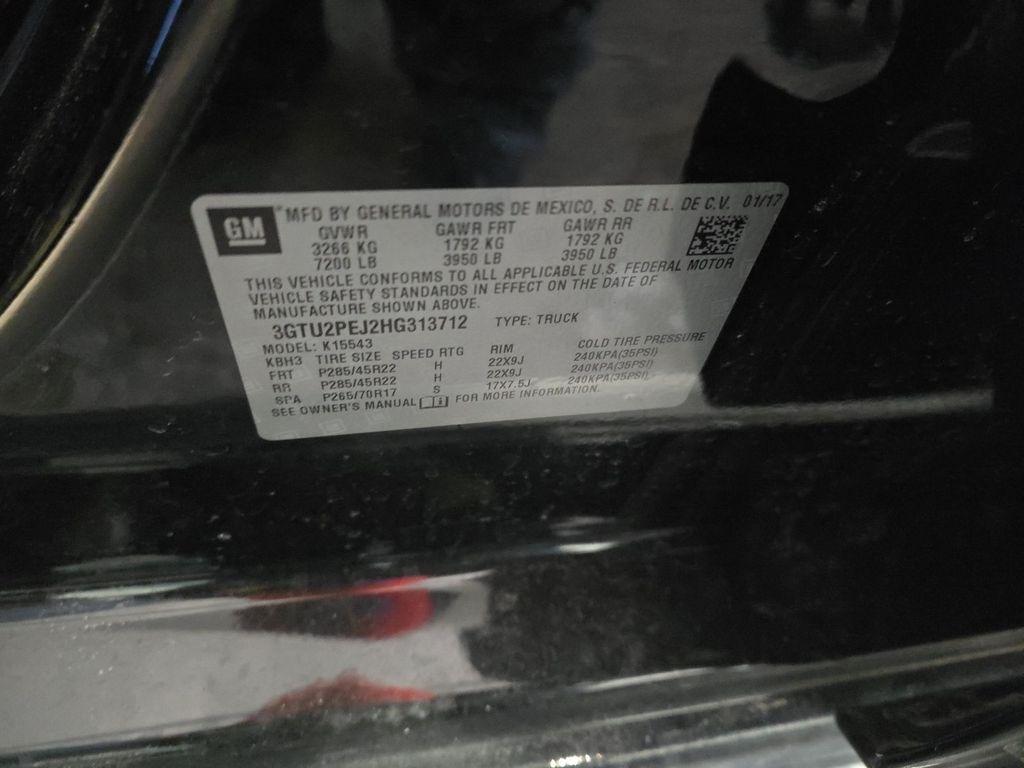 GM MFD BY GENERAL MOTORS DE MEXICO, S. DE R.L. DE C.V. 01/17
GVWR GAWR FRT GAWR RR
3266 KG 1792 KG 1792 KG
7200 LB 3950 LB 3950 LB
THIS VEHICLE CONFORMS TO ALL APPLICABLE U.S. FEDERAL MOTOR
VEHICLE SAFETY STANDARDS IN EFFECT ON THE DATE OF
MANUFACTURE SHOWN ABOVE.
3GTU2PEJ2HG313712 TYPE: TRUCK
MODEL: K15543
KBH3 TIRE SIZE SPEED RTG RIM COLD TIRE PRESSURE
FRT P285/45R22 H 22X9J 240KPA(35PSI)
RR P285/45R22 H 22X9J 240KPA(35PSI)
SPA P265/70R17 S 17X7.5J 240KPA(35PSI)
SEE OWNER'S MANUAL FOR MORE INFORMATION.